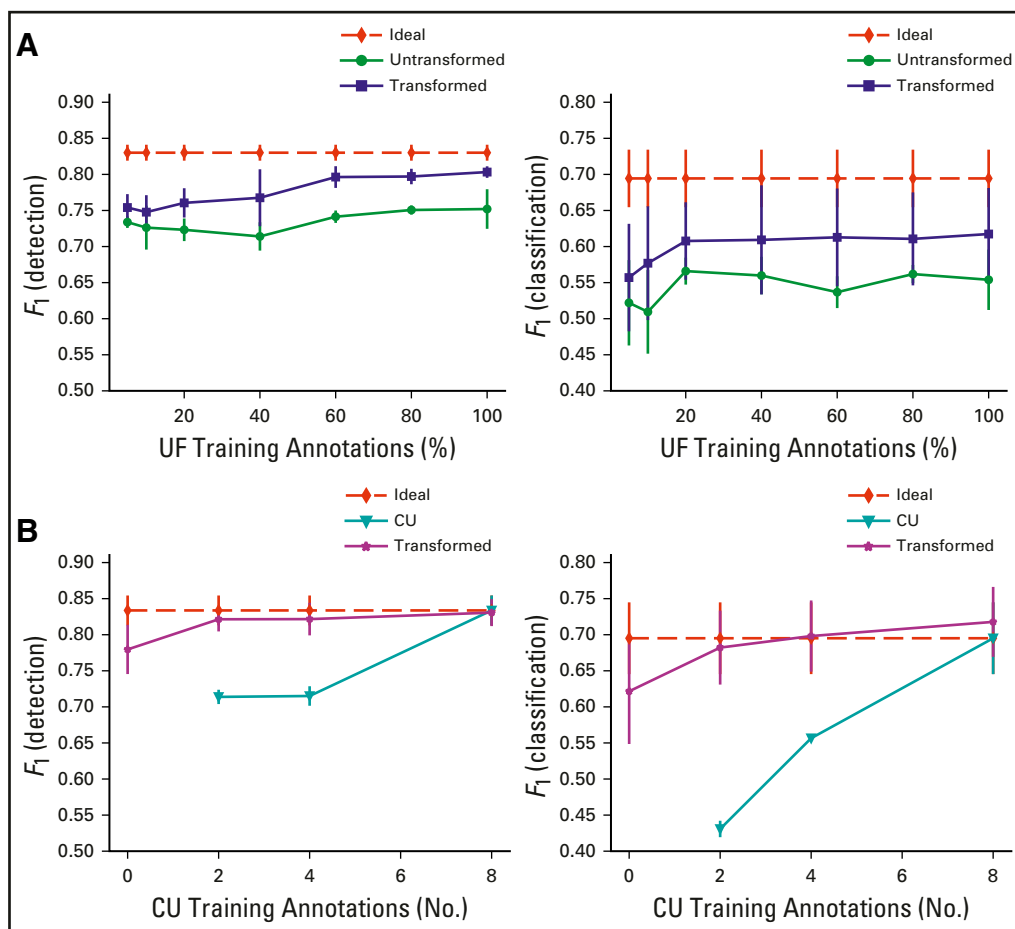 A
Ideal
Untransformed
Transformed
0.90
0.85
0.80
0.75
0.70
0.65
0.60
0.55
0.50
F1 (detection)
20 40 60 80 100
UF Training Annotations (%)
Ideal
Untransformed
Transformed
0.80
0.75
0.70
0.65
0.60
0.55
0.50
0.45
0.40
F1 (classification)
20 40 60 80 100
UF Training Annotations (%)
B
Ideal
CU
Transformed
0.90
0.85
0.80
0.75
0.70
0.65
0.60
0.55
0.50
F1 (detection)
0 2 4 6 8
CU Training Annotations (No.)
Ideal
CU
Transformed
0.80
0.75
0.70
0.65
0.60
0.55
0.50
0.45
0.40
F1 (classification)
0 2 4 6 8
CU Training Annotations (No.)